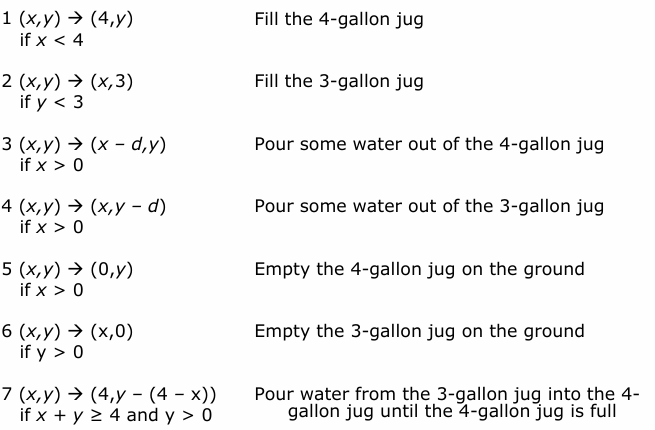 1 (x,y) → (4,y) Fill the 4-gallon jug
if x < 4
2 (x,y) → (x,3) Fill the 3-gallon jug
if y < 3
3 (x,y) → (x – d,y) Pour some water out of the 4-gallon jug
if x > 0
4 (x,y) → (x,y – d) Pour some water out of the 3-gallon jug
if x > 0
5 (x,y) → (0,y) Empty the 4-gallon jug on the ground
if x > 0
6 (x,y) → (x,0) Empty the 3-gallon jug on the ground
if y > 0
7 (x,y) → (4,y – (4 – x)) Pour water from the 3-gallon jug into the 4-
if x + y ≥ 4 and y > 0 gallon jug until the 4-gallon jug is full